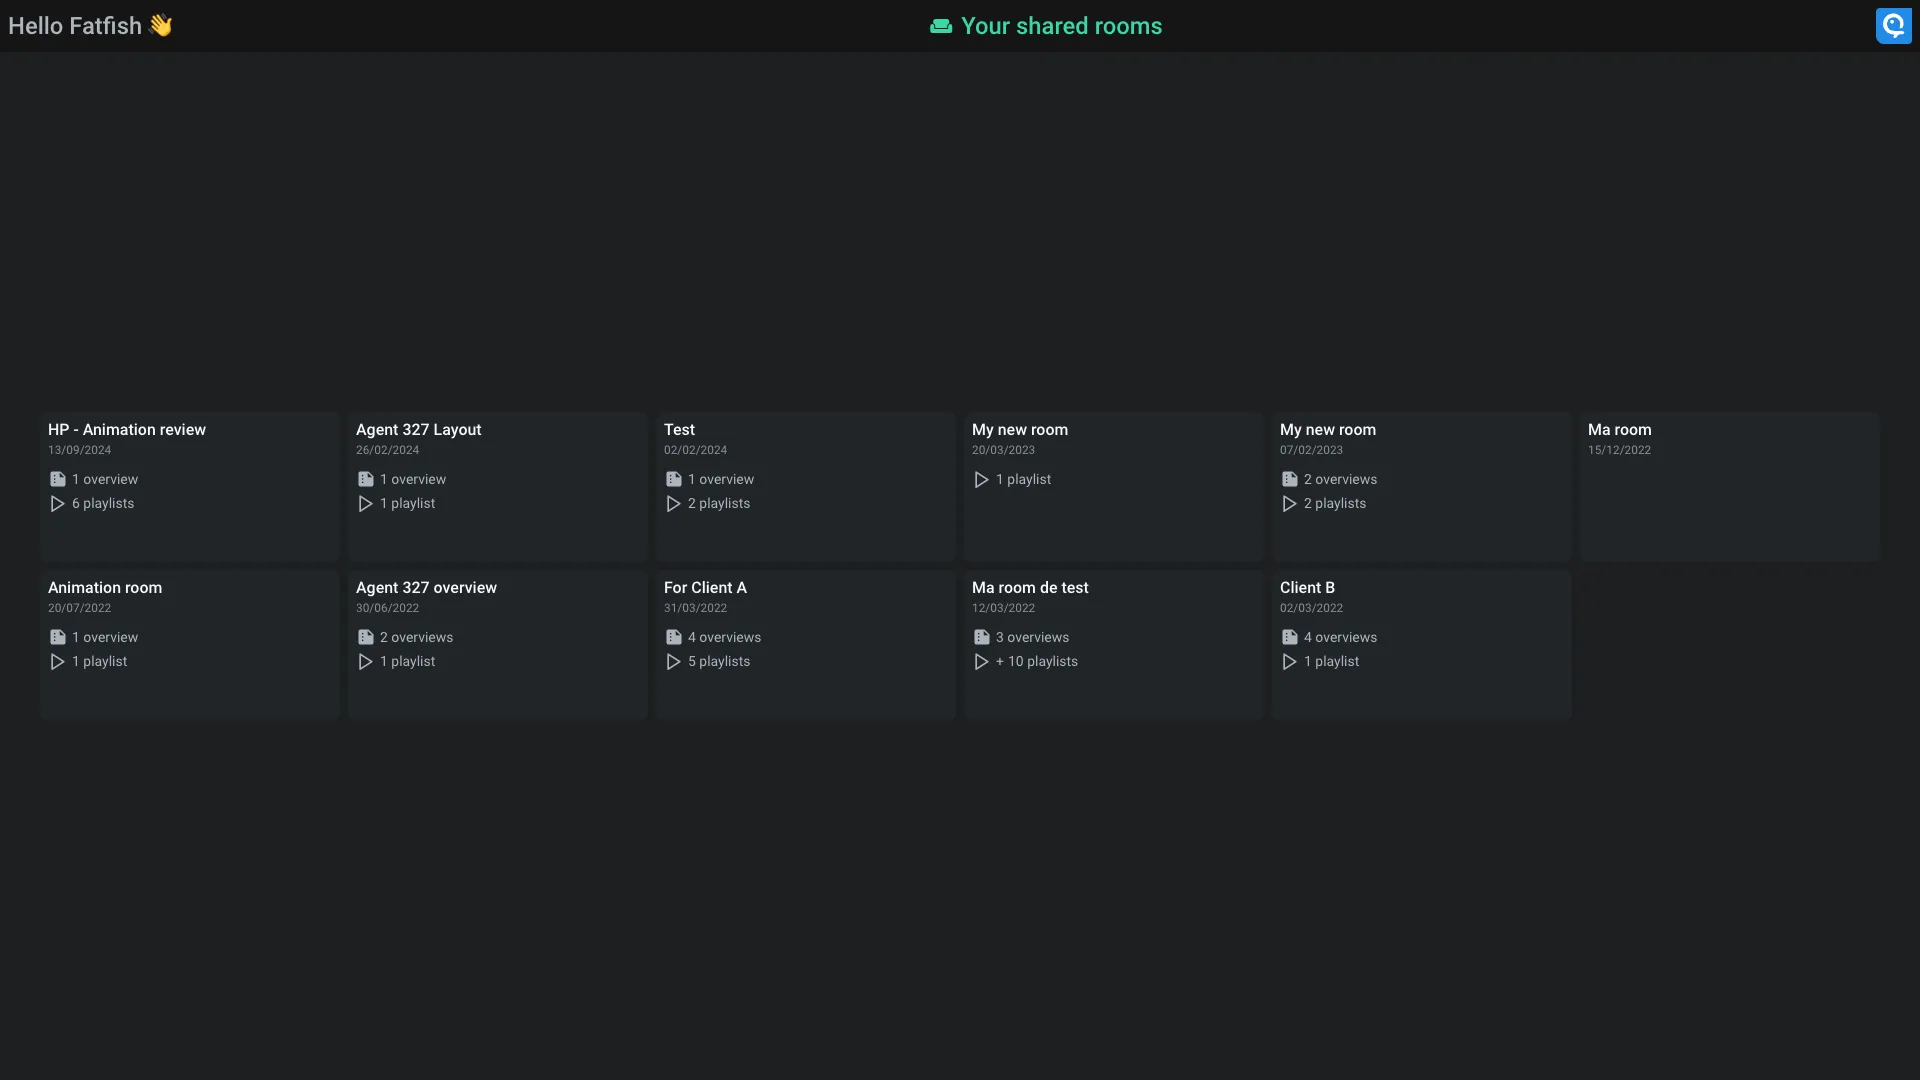 Hello Fatfish 👋
Your shared rooms
HP - Animation review
13/09/2024
1 overview
6 playlists
Agent 327 Layout
26/02/2024
1 overview
1 playlist
Test
02/02/2024
1 overview
2 playlists
My new room
20/03/2023
1 playlist
My new room
07/02/2023
2 overviews
2 playlists
Ma room
15/12/2022
Animation room
20/07/2022
1 overview
1 playlist
Agent 327 overview
30/06/2022
2 overviews
1 playlist
For Client A
31/03/2022
4 overviews
5 playlists
Ma room de test
12/03/2022
3 overviews
+ 10 playlists
Client B
02/03/2022
4 overviews
1 playlist